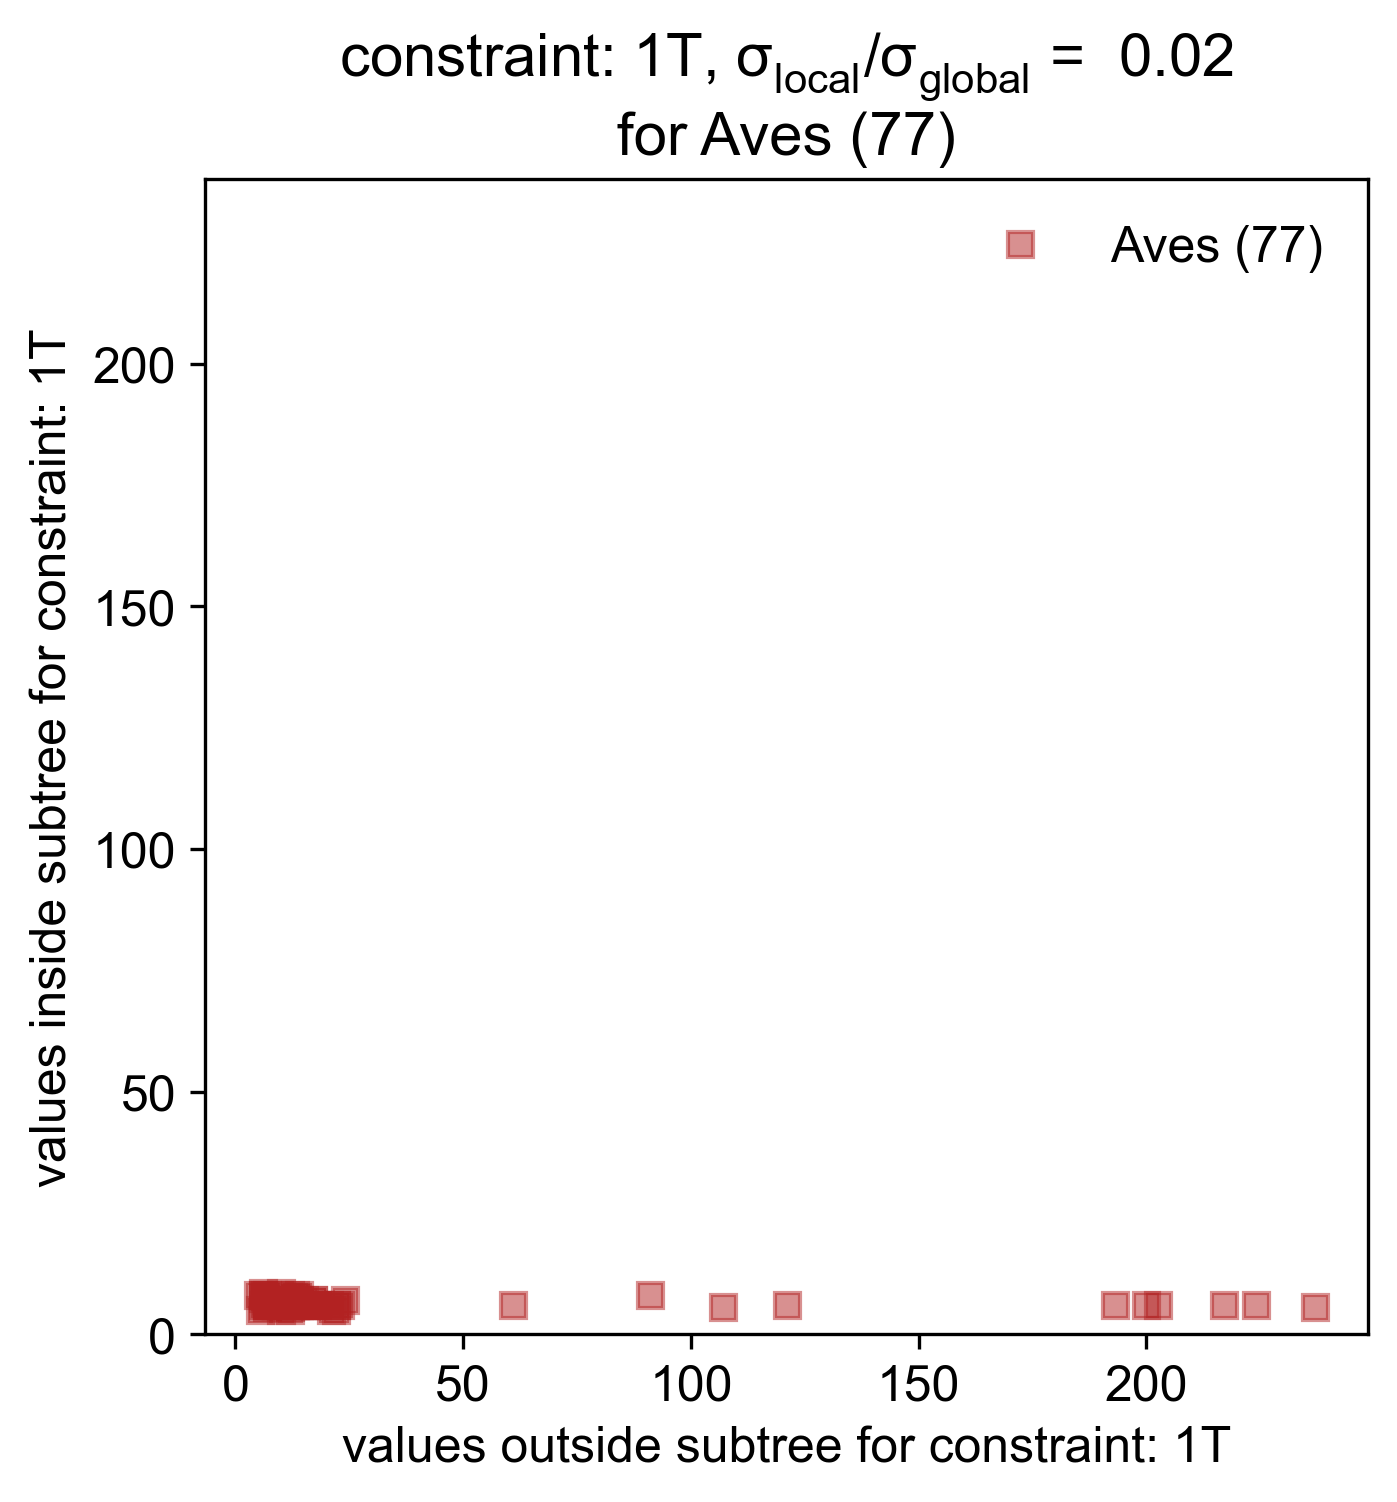 constraint: 1T, σlocal/σglobal = 0.02
for Aves (77)
Aves (77)
values inside subtree for constraint: 1T
200
150
100
50
0
0 50 100 150 200
values outside subtree for constraint: 1T